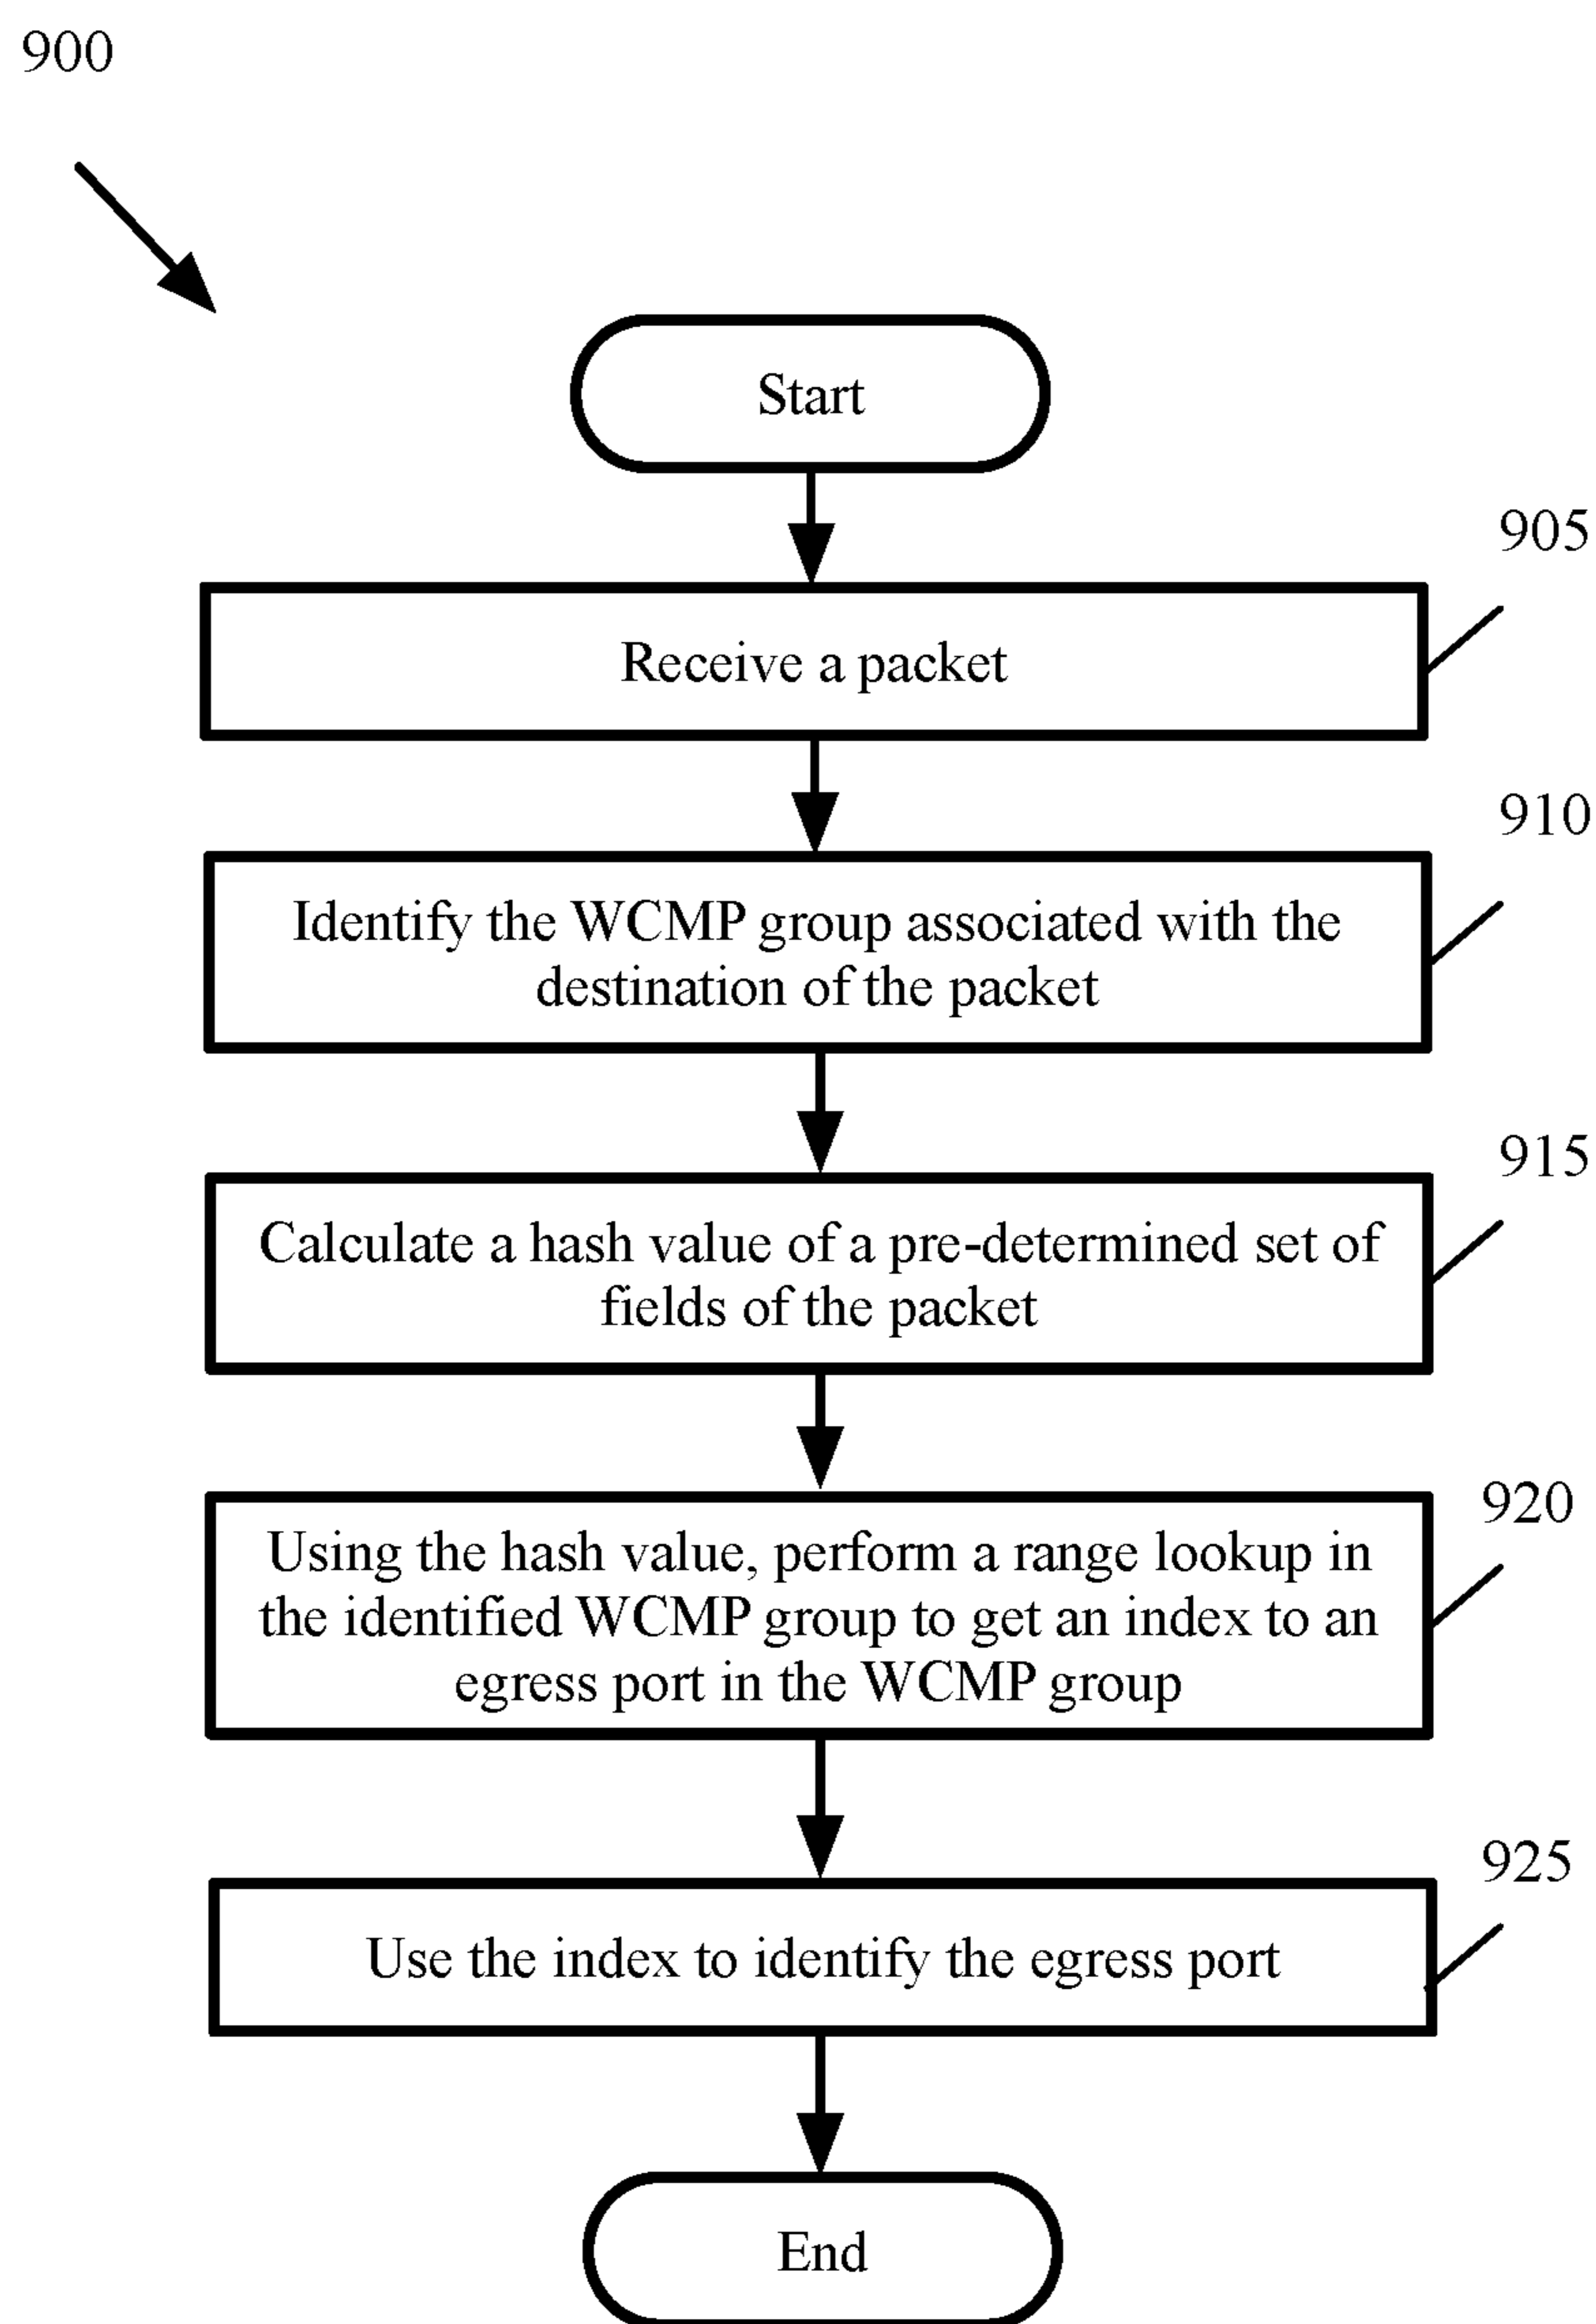 900
Start
905
Receive a packet
910
Identify the WCMP group associated with the
destination of the packet
915
Calculate a hash value of a pre-determined set of
fields of the packet
920
Using the hash value, perform a range lookup in
the identified WCMP group to get an index to an
egress port in the WCMP group
925
Use the index to identify the egress port
End